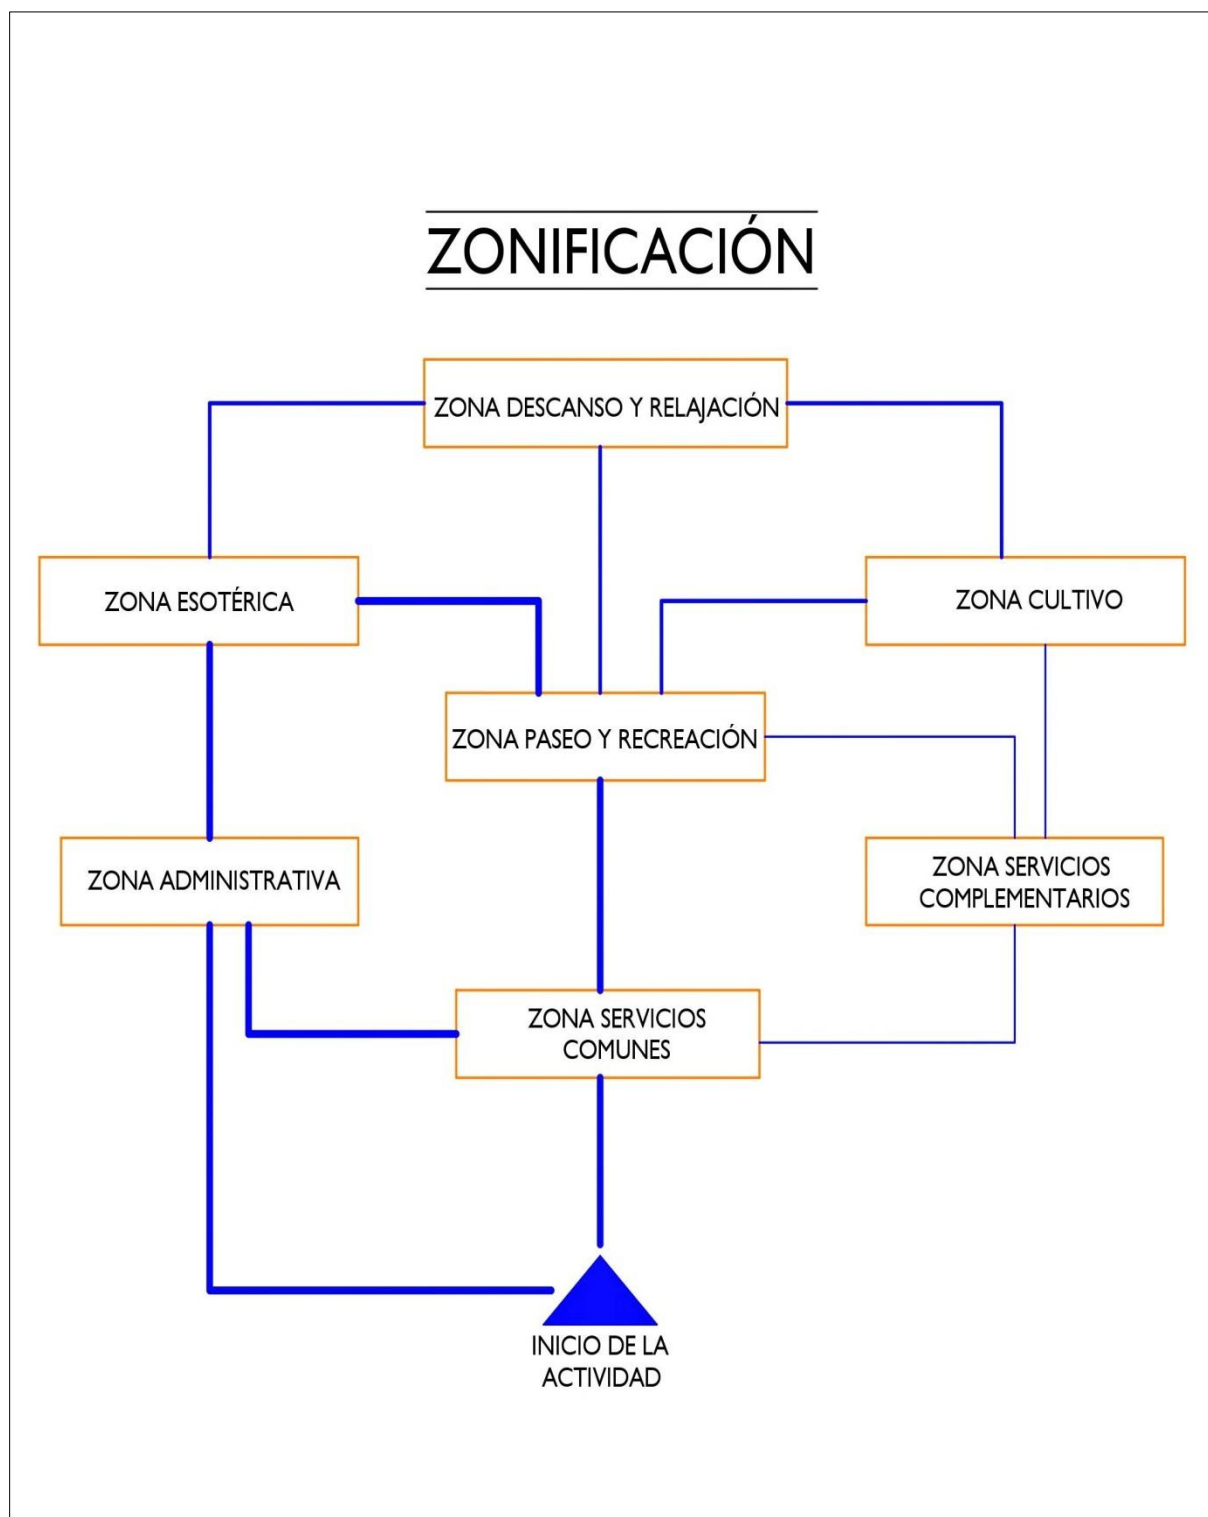 ZONIFICACIÓN
ZONA DESCANSO Y RELAJACIÓN
ZONA ESOTÉRICA
ZONA CULTIVO
ZONA PASEO Y RECREACIÓN
ZONA ADMINISTRATIVA
ZONA SERVICIOS
COMPLEMENTARIOS
ZONA SERVICIOS
COMUNES
INICIO DE LA
ACTIVIDAD